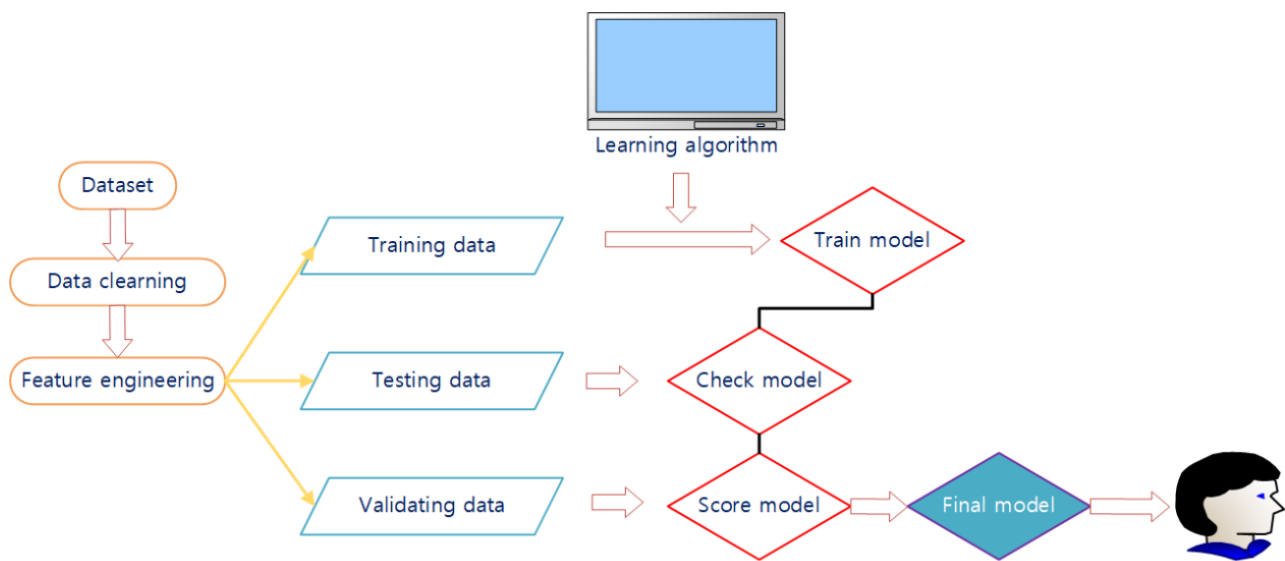 Learning algorithm
Dataset
Training data
Train model
Data clearning
Feature engineering
Testing data
Check model
Validating data
Score model
Final model